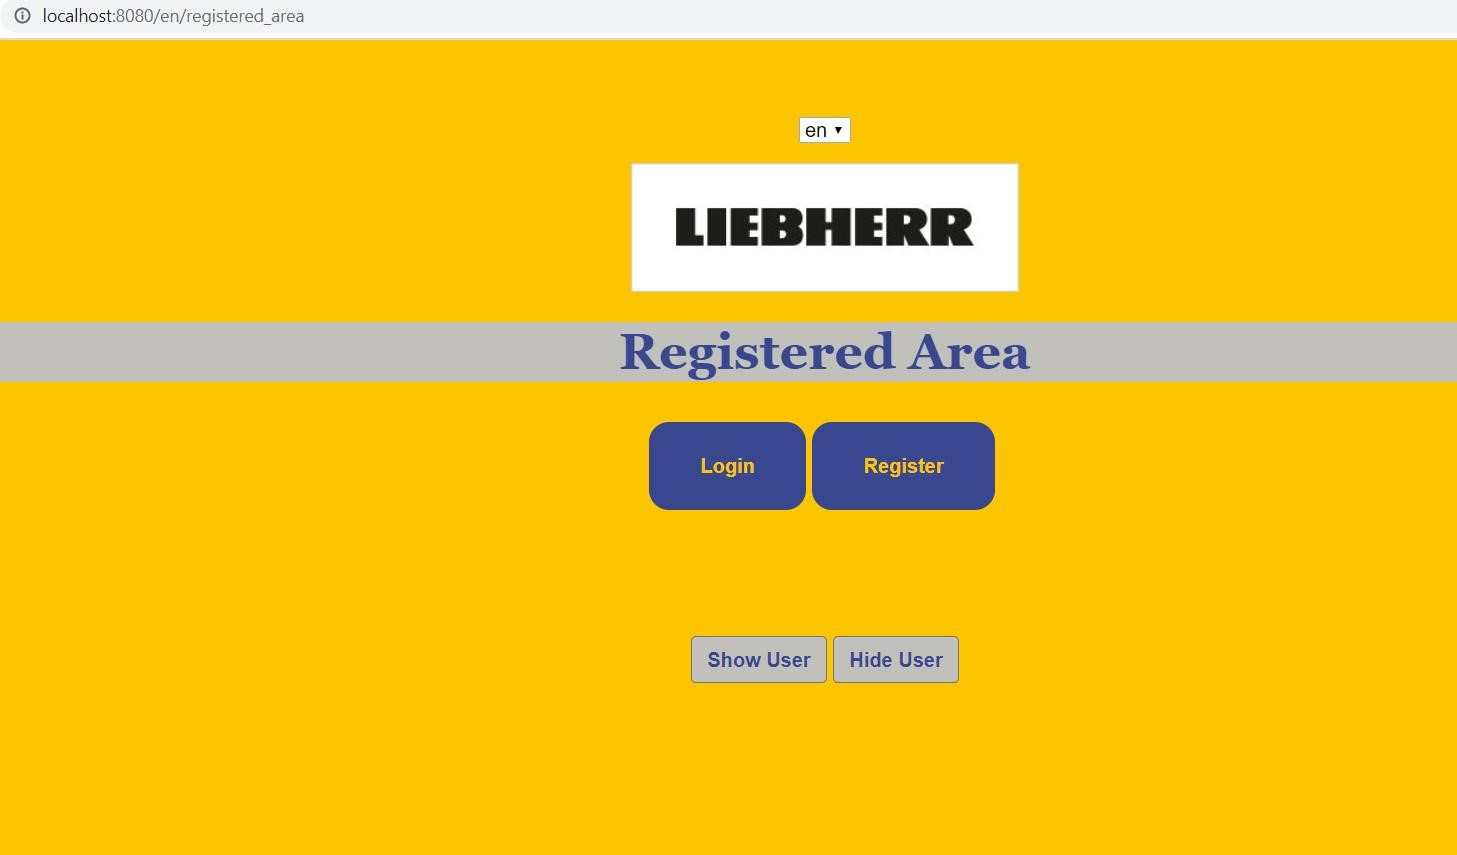 localhost:8080/en/registered_area
en
LIEBHERR
Registered Area
Login Register
Show User Hide User